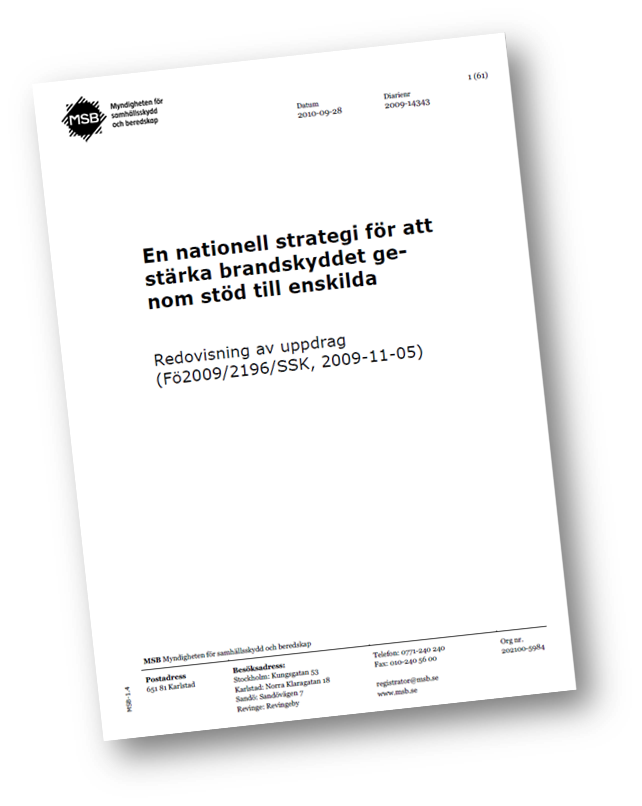 1 (61)
MSB
Myndigheten för
samhällsskydd
och beredskap
Datum
2010-09-28
Diarienr
2009-14343
En nationell strategi för att
stärka brandskyddet ge-
nom stöd till enskilda
Redovisning av uppdrag
(Fö2009/2196/SSK, 2009-11-05)
MSB-1.4
MSB Myndigheten för samhällsskydd och beredskap
Postadress
651 81 Karlstad
Besöksadress:
Stockholm: Kungsgatan 53
Karlstad: Norra Klaragatan 18
Sandö: Sandövägen 7
Revinge: Revingeby
Telefon: 0771-240 240
Fax: 010-240 56 00
registrator@msb.se
www.msb.se
Org nr.
202100-5984